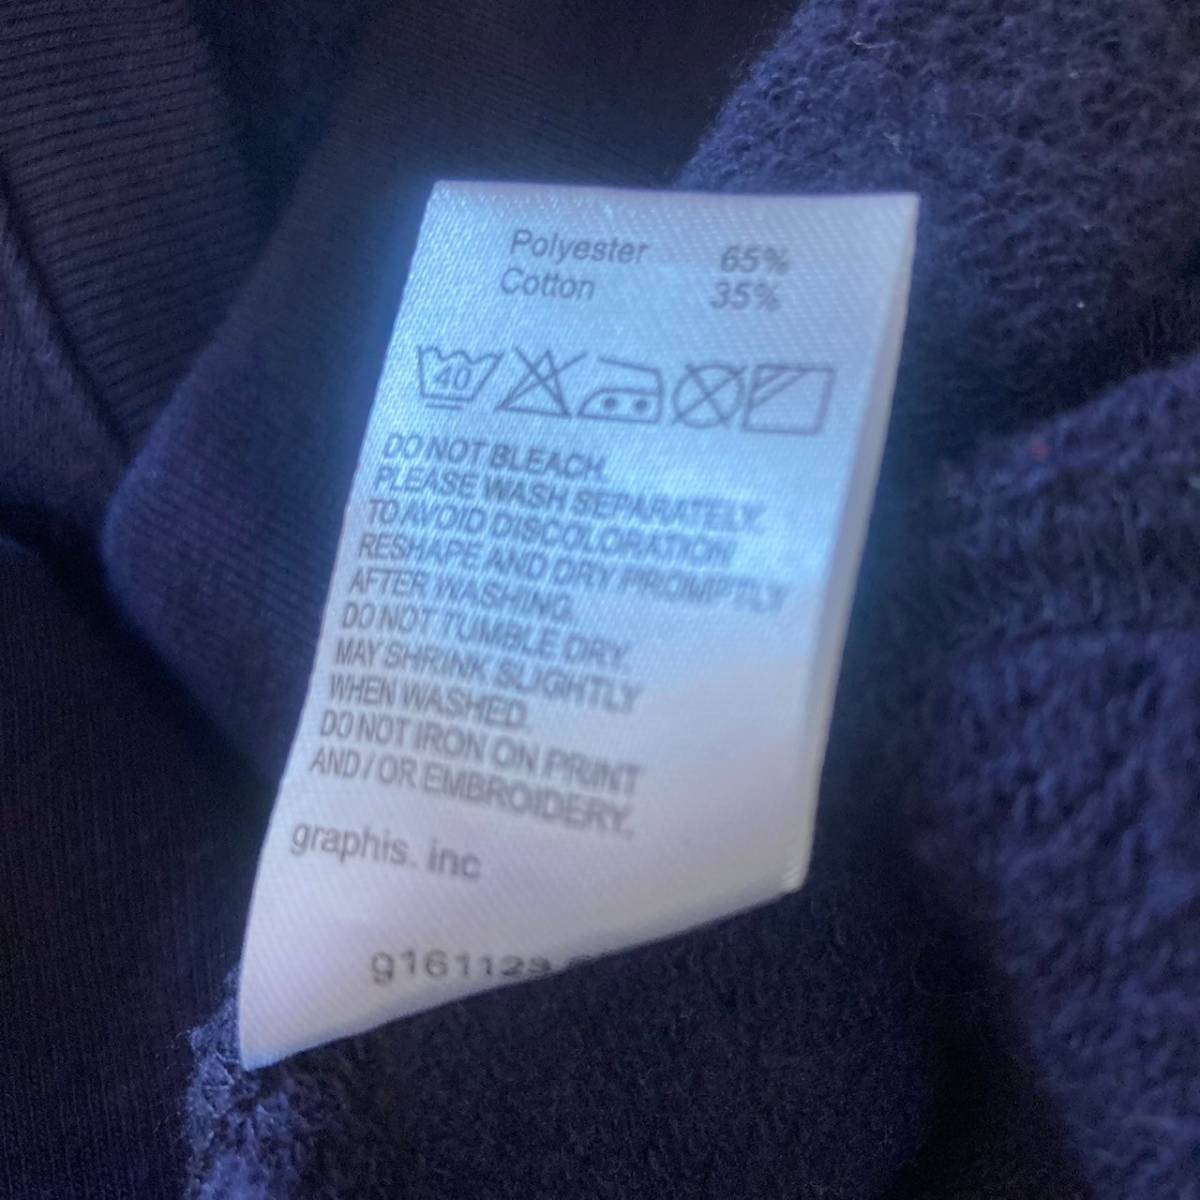 Polyester 65%
Cotton 35%
40
DO NOT BLEACH.
PLEASE WASH SEPARATELY.
TO AVOID DISCOLORATION
RESHAPE AND DRY PROMPTLY
AFTER WASHING.
DO NOT TUMBLE DRY.
MAY SHRINK SLIGHTLY
WHEN WASHED.
DO NOT IRON ON PRINT
AND / OR EMBROIDERY.
graphis. inc